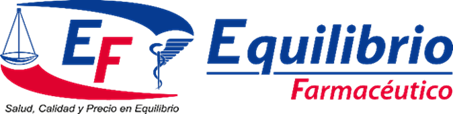 EF
Salud, Calidad y Precio en Equilibrio
Equilibrio
Farmacéutico